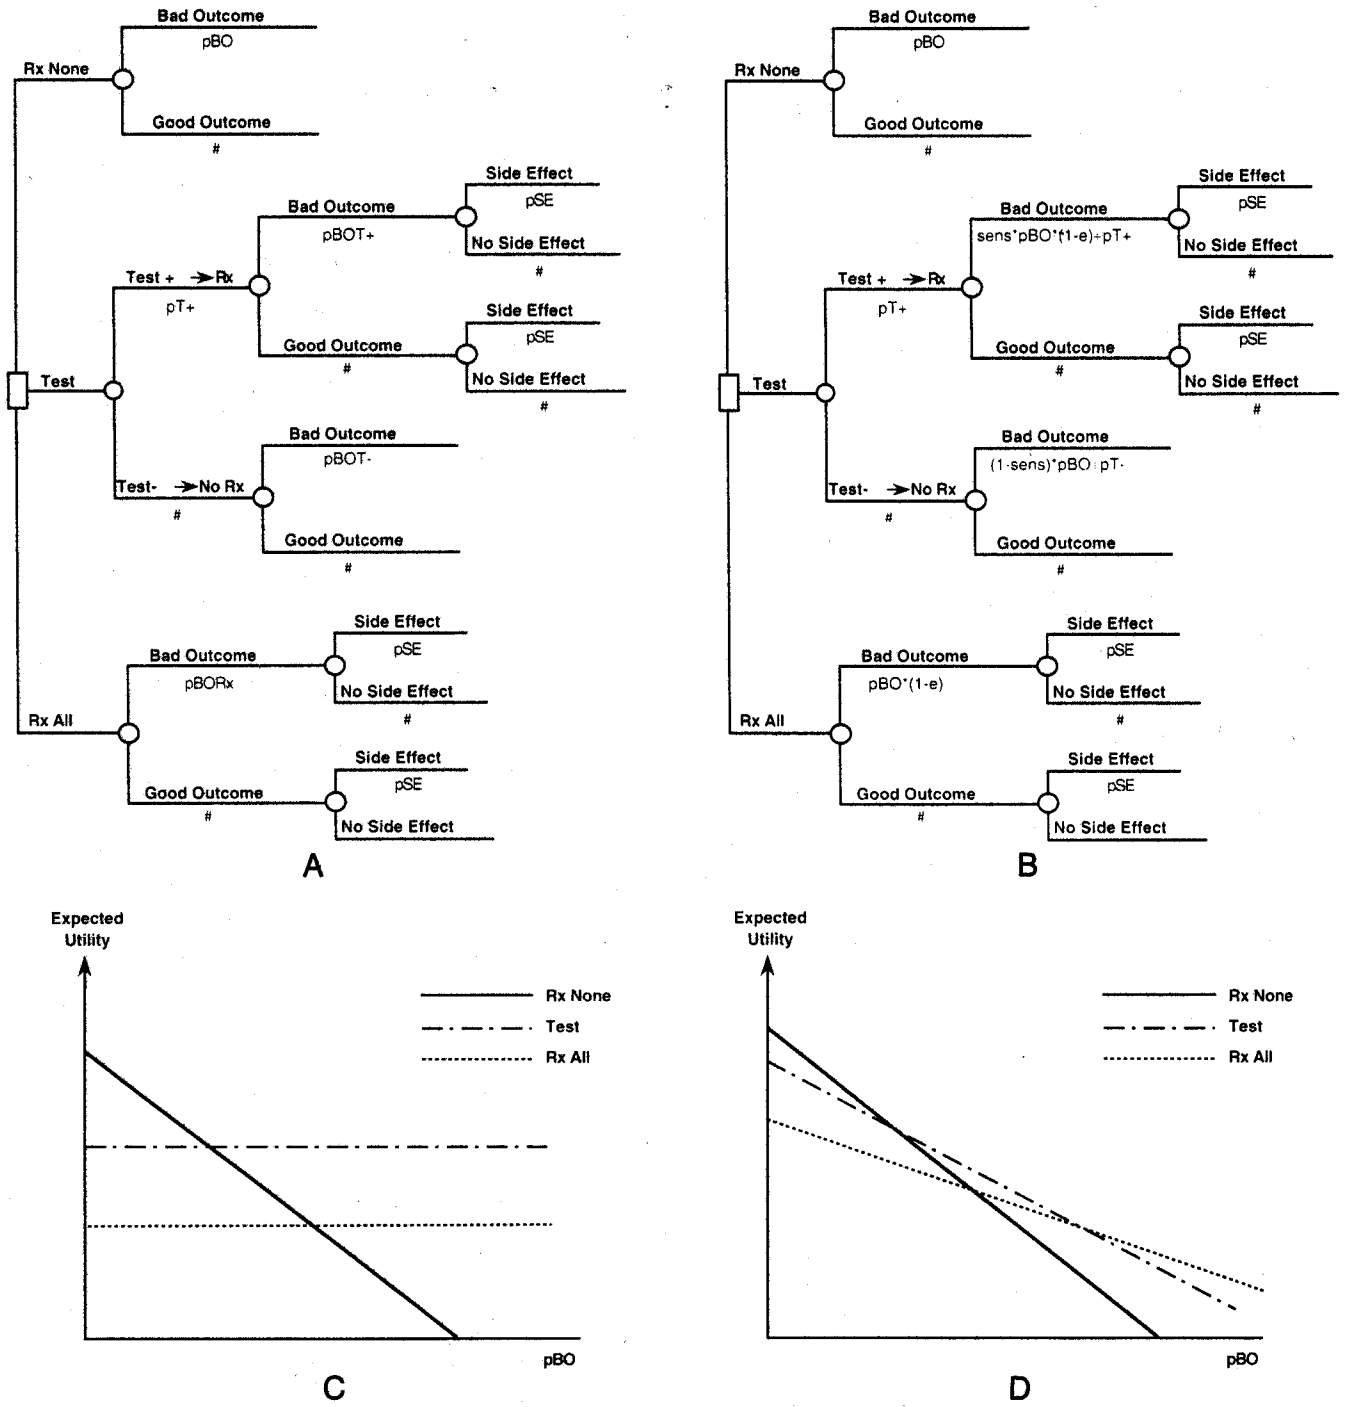 Bad Outcome
pBO
Rx None
Good Outcome
#
Side Effect
pSE
Bad Outcome
pBOT+
No Side Effect
#
Test + → Rx
pT+
Side Effect
pSE
Good Outcome
#
No Side Effect
#
Test
Bad Outcome
pBOT-
Test- → No Rx
#
Good Outcome
#
Side Effect
pSE
Bad Outcome
pBORx
No Side Effect
#
Rx All
Side Effect
pSE
Good Outcome
#
No Side Effect
A
Bad Outcome
pBO
Rx None
Good Outcome
#
Side Effect
pSE
Bad Outcome
sens*pBO*(1-e)÷pT+
No Side Effect
#
Test + → Rx
pT+
Side Effect
pSE
Good Outcome
#
No Side Effect
#
Test
Bad Outcome
(1-sens)*pBO÷pT-
Test- → No Rx
#
Good Outcome
#
Side Effect
pSE
Bad Outcome
pBO*(1-e)
No Side Effect
#
Rx All
Side Effect
pSE
Good Outcome
#
No Side Effect
B
Expected
Utility
Rx None
Test
Rx All
pBO
C
Expected
Utility
Rx None
Test
Rx All
pBO
D